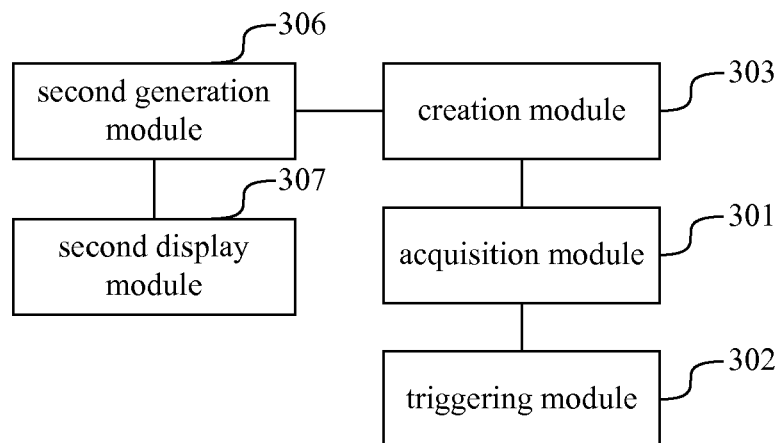 306
second generation
module
creation module
303
307
second display
module
acquisition module
301
triggering module
302